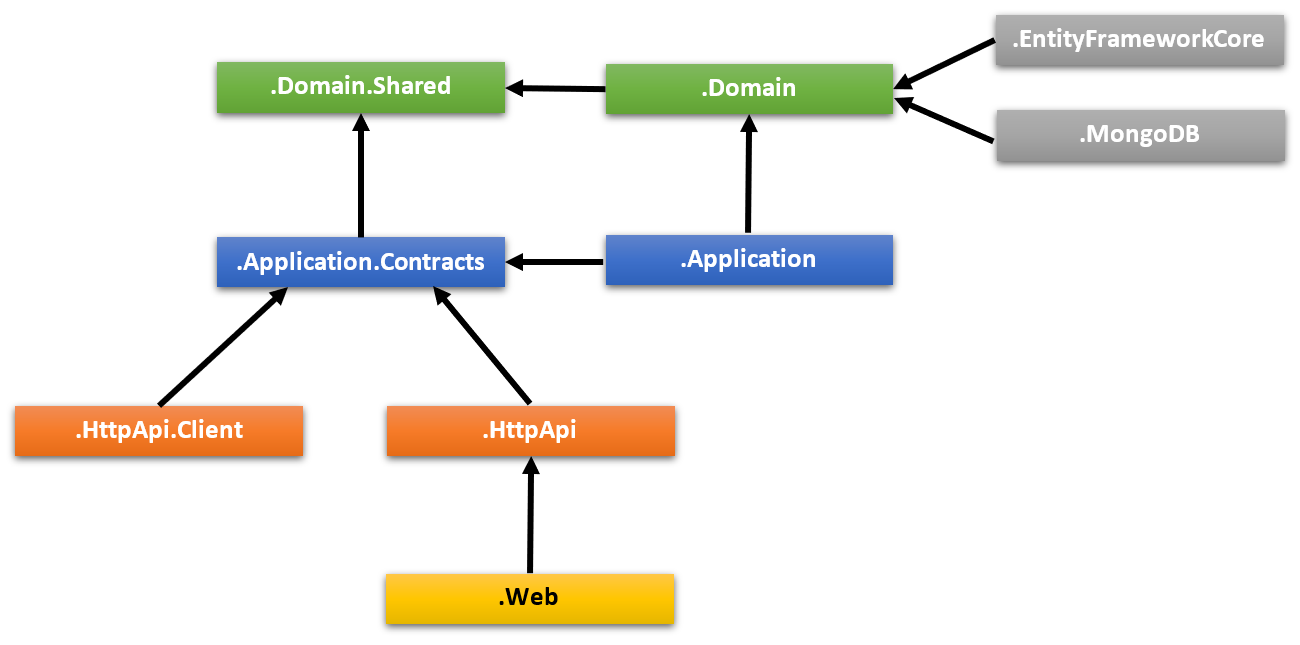 .EntityFrameworkCore
.Domain.Shared
.Domain
.MongoDB
.Application.Contracts
.Application
.HttpApi.Client
.HttpApi
.Web